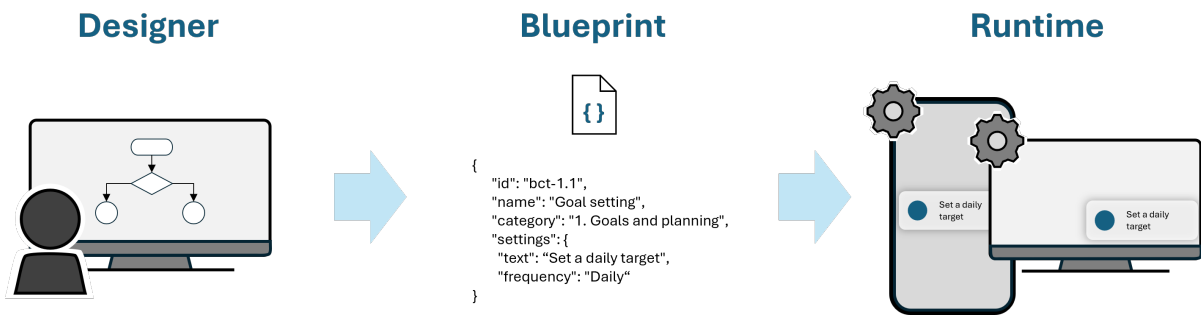 Designer
Blueprint
Runtime
{ }
{
"id": "bct-1.1",
"name": "Goal setting",
"category": "1. Goals and planning",
"settings": {
"text": “Set a daily target",
"frequency": "Daily“
}
Set a daily
target
Set a daily
target